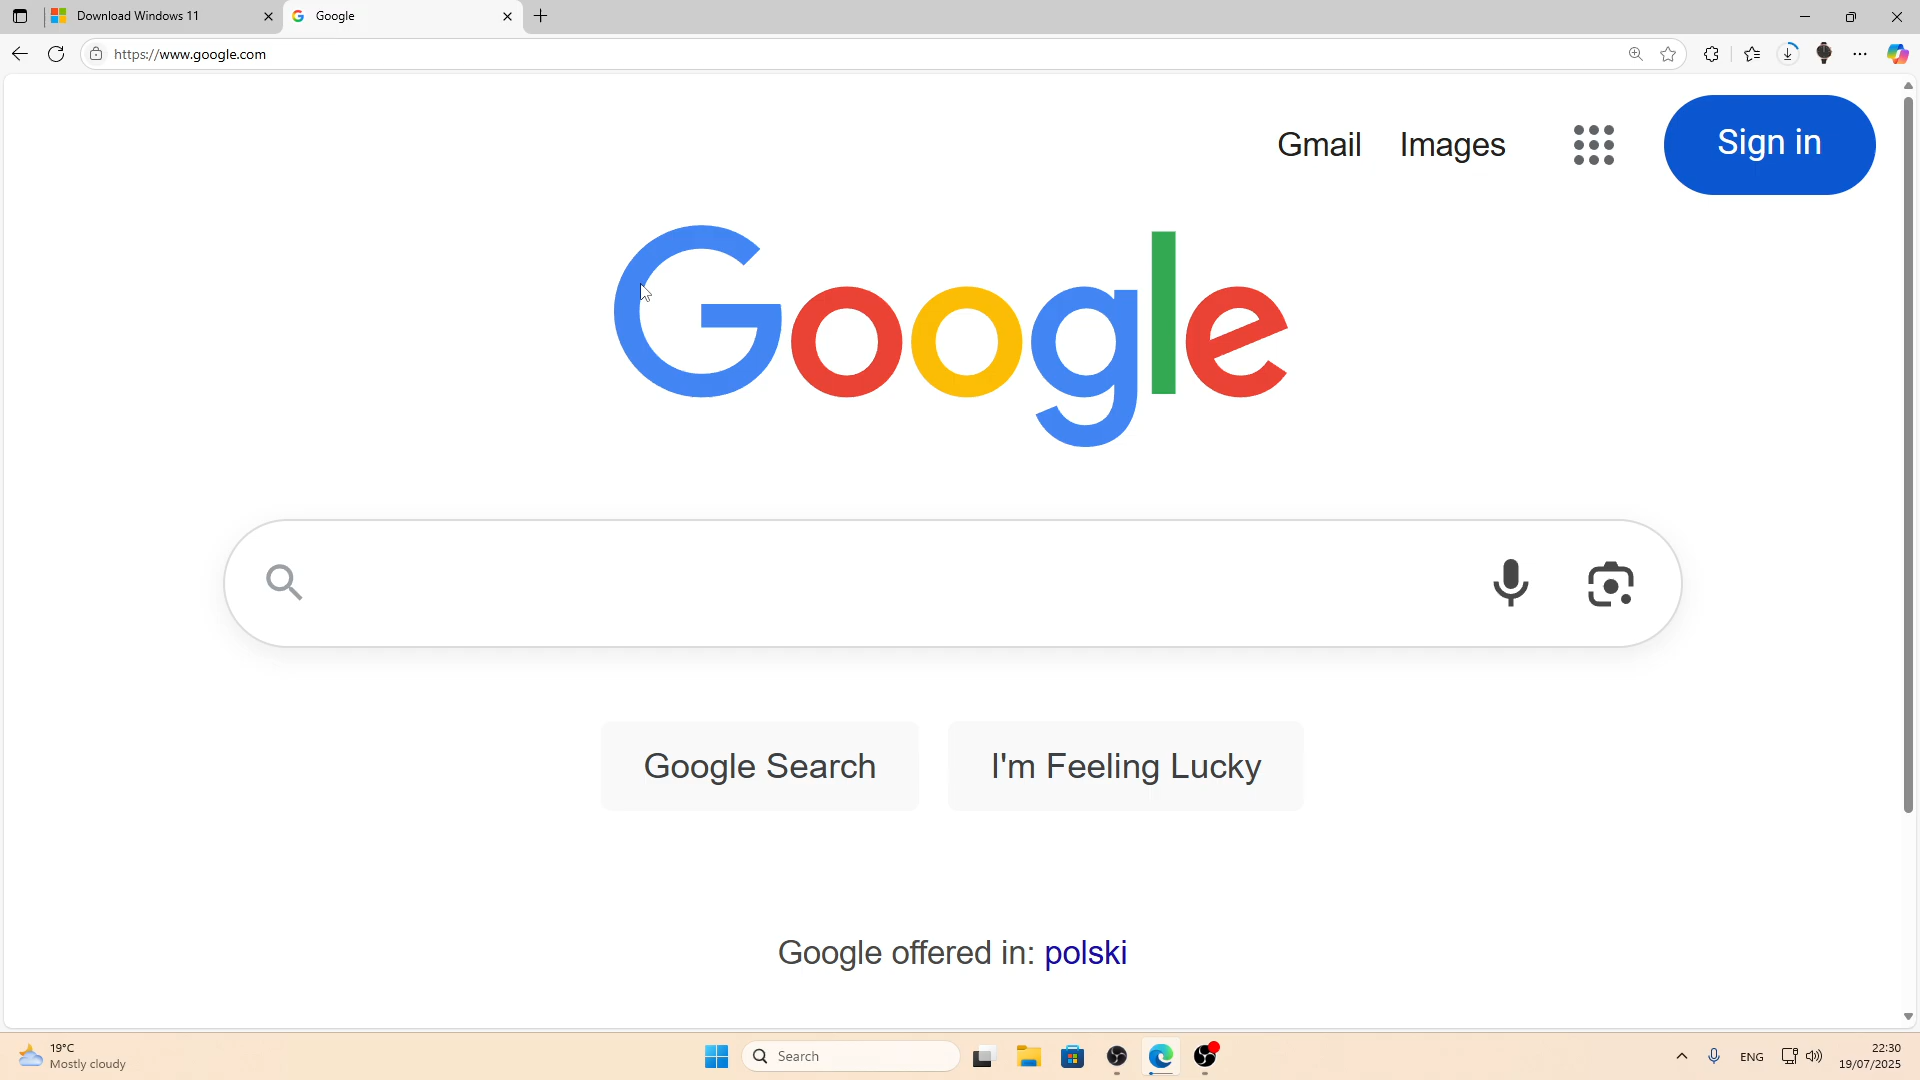 Download Windows 11
Google
https://www.google.com
Gmail Images Sign in
Google
Google Search I'm Feeling Lucky
Google offered in: polski
19°C
Mostly cloudy
Search
ENG
22:30
19/07/2025